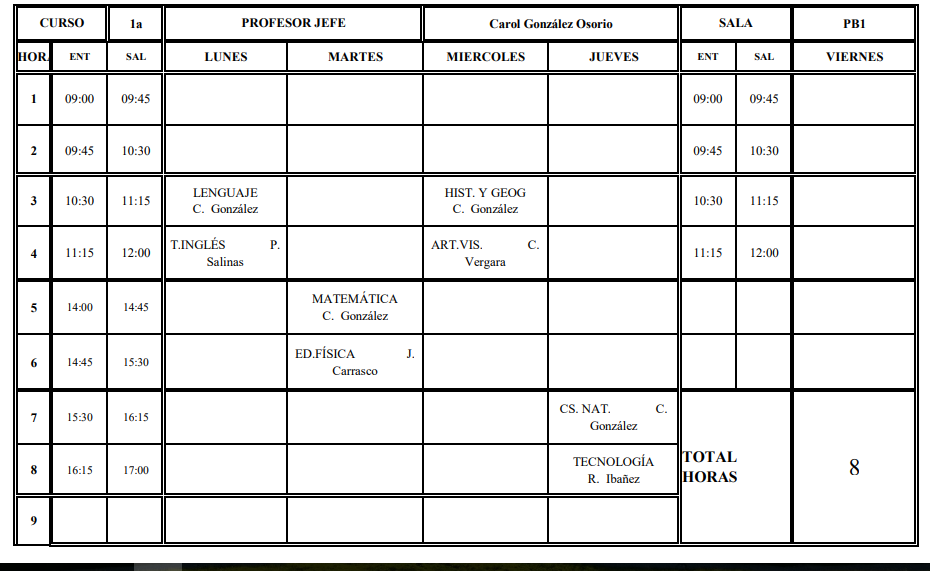 CURSO 1a PROFESOR JEFE Carol González Osorio SALA PB1
HORA ENT SAL LUNES MARTES MIERCOLES JUEVES ENT SAL VIERNES
1 09:00 09:45 09:00 09:45
2 09:45 10:30 09:45 10:30
3 10:30 11:15 LENGUAJE HIST. Y GEOG 10:30 11:15
C. González C. González
4 11:15 12:00 T.INGLÉS P. ART.VIS. C. 11:15 12:00
Salinas Vergara
5 14:00 14:45 MATEMÁTICA
C. González
6 14:45 15:30 ED.FÍSICA J.
Carrasco
7 15:30 16:15 CS. NAT. C.
González
8 16:15 17:00 TECNOLOGÍA
R. Ibañez
TOTAL
HORAS
8
9